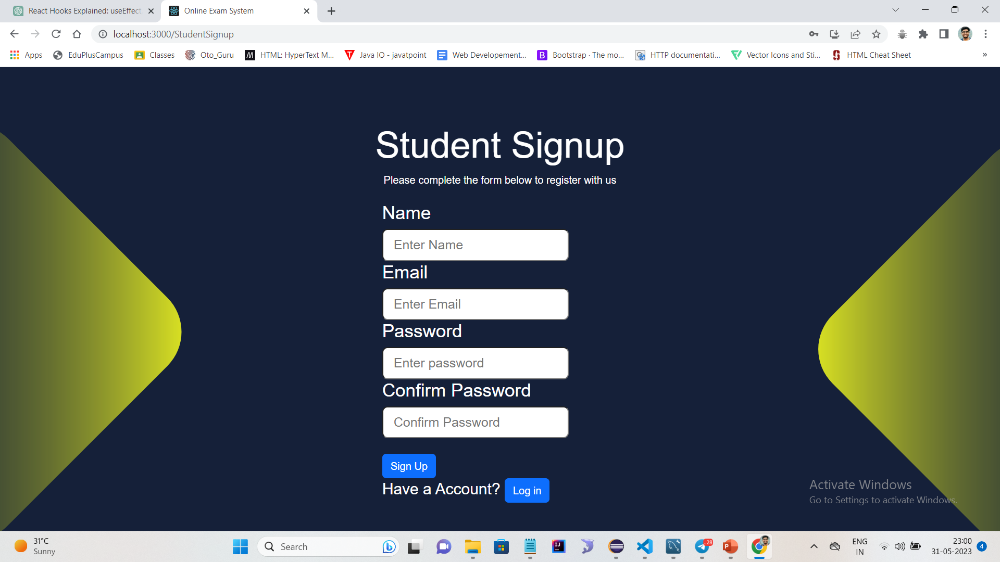 React Hooks Explained: useEffect,
Online Exam System
localhost:3000/StudentSignup
Apps
EduPlusCampus
Classes
Oto_Guru
HTML: HyperText M...
Java IO - javatpoint
Web Developement...
Bootstrap · The mo...
HTTP documentati...
Vector Icons and Sti...
HTML Cheat Sheet
»
Student Signup
Please complete the form below to register with us
Name
Enter Name
Email
Enter Email
Password
Enter password
Confirm Password
Confirm Password
Sign Up
Have a Account? Log in
Activate Windows
Go to Settings to activate Windows.
31°C
Sunny
Search
28
ENG
IN
23:00
31-05-2023
4